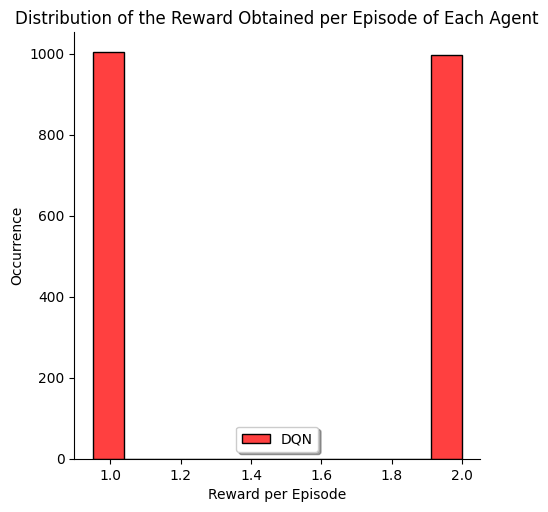 Distribution of the Reward Obtained per Episode of Each Agent
1000
800
600
400
200
0
Occurrence
DQN
1.0 1.2 1.4 1.6 1.8 2.0
Reward per Episode